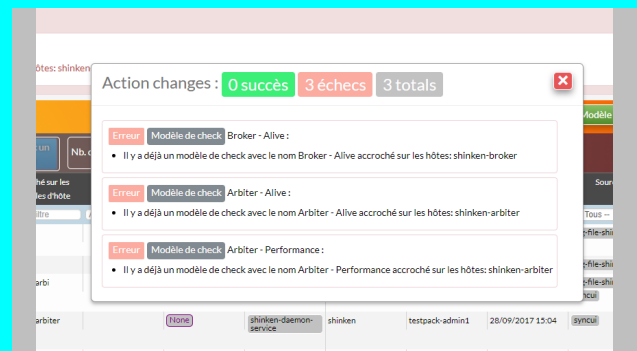 ôtes: shinken
Action changes : 0 succès 3 échecs 3 totals
Modèle
Erreur Modèle de check Broker - Alive :
Il y a déjà un modèle de check avec le nom Broker - Alive accroché sur les hôtes: shinken-broker
Nb.
hé sur les
les d'hôte
Sour
Erreur Modèle de check Arbiter - Alive :
Il y a déjà un modèle de check avec le nom Arbiter - Alive accroché sur les hôtes: shinken-arbiter
Tous --
Erreur Modèle de check Arbiter - Performance :
Il y a déjà un modèle de check avec le nom Arbiter - Performance accroché sur les hôtes: shinken-arbiter
arbi
arbiter None shinken-daemon-service shinken testpack-admin1 28/09/2017 15:04 syncui